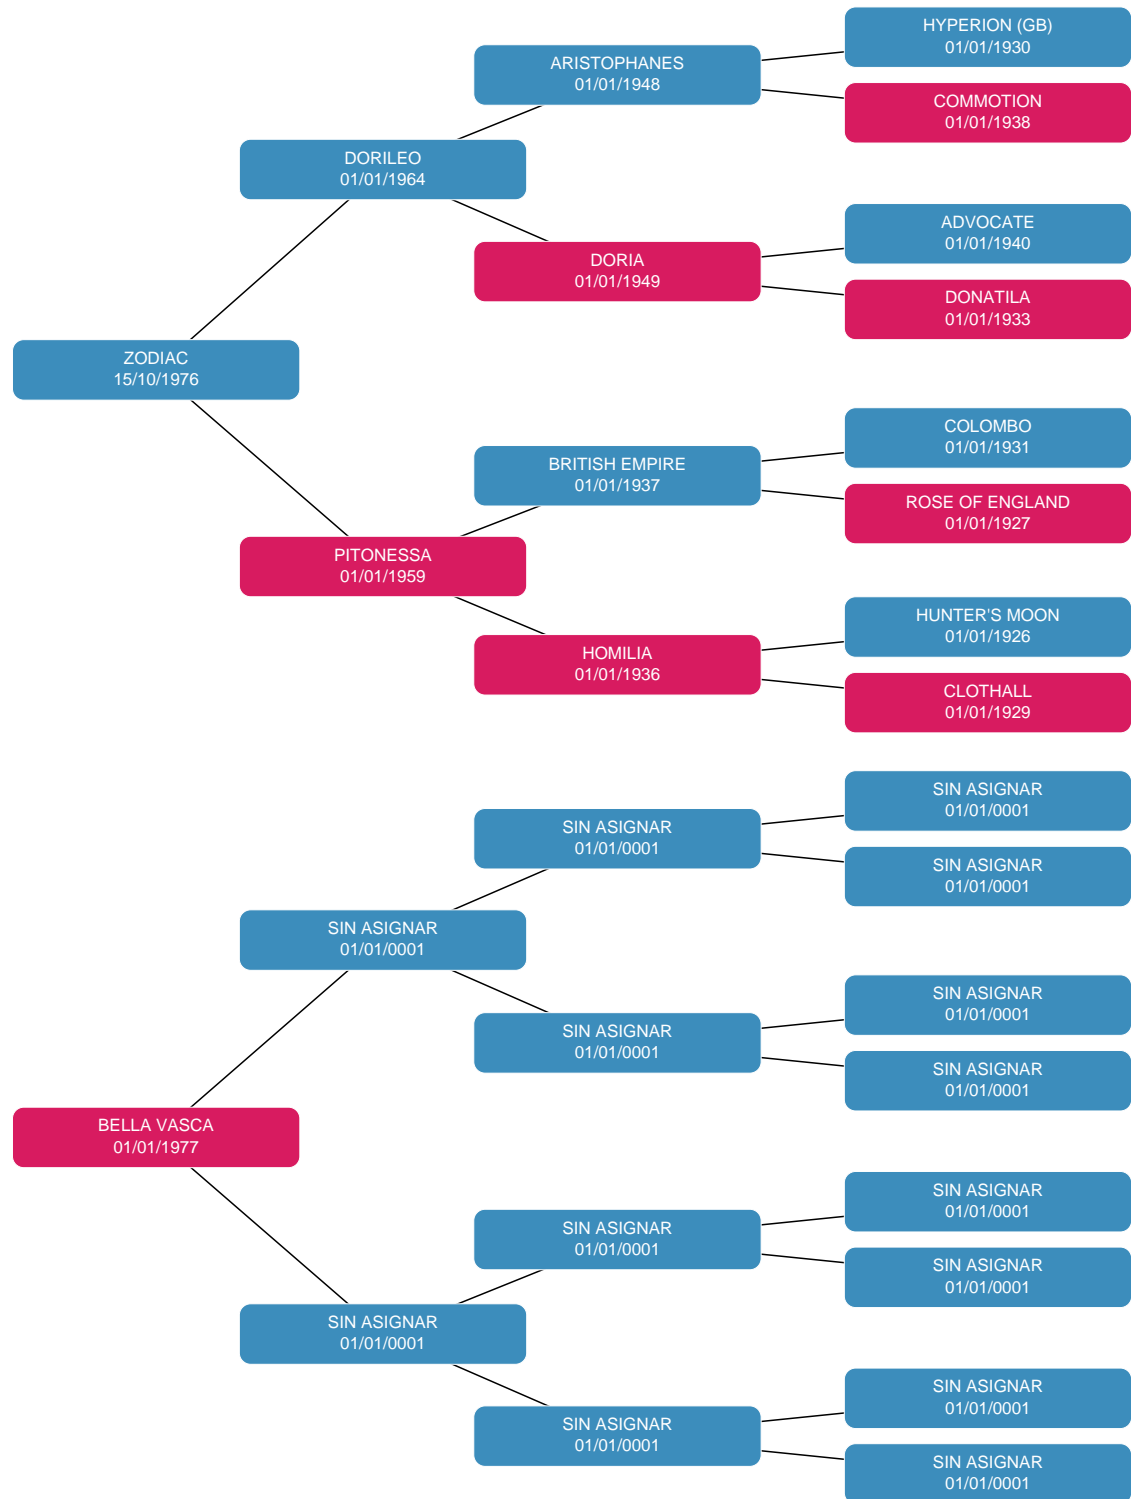 HYPERION (GB)
01/01/1930
ARISTOPHANES
01/01/1948
COMMOTION
01/01/1938
DORILEO
01/01/1964
ADVOCATE
01/01/1940
DORIA
01/01/1949
DONATILA
01/01/1933
ZODIAC
15/10/1976
COLOMBO
01/01/1931
BRITISH EMPIRE
01/01/1937
ROSE OF ENGLAND
01/01/1927
PITONESSA
01/01/1959
HUNTER'S MOON
01/01/1926
HOMILIA
01/01/1936
CLOTHALL
01/01/1929
SIN ASIGNAR
01/01/0001
SIN ASIGNAR
01/01/0001
SIN ASIGNAR
01/01/0001
SIN ASIGNAR
01/01/0001
SIN ASIGNAR
01/01/0001
SIN ASIGNAR
01/01/0001
SIN ASIGNAR
01/01/0001
BELLA VASCA
01/01/1977
SIN ASIGNAR
01/01/0001
SIN ASIGNAR
01/01/0001
SIN ASIGNAR
01/01/0001
SIN ASIGNAR
01/01/0001
SIN ASIGNAR
01/01/0001
SIN ASIGNAR
01/01/0001
SIN ASIGNAR
01/01/0001